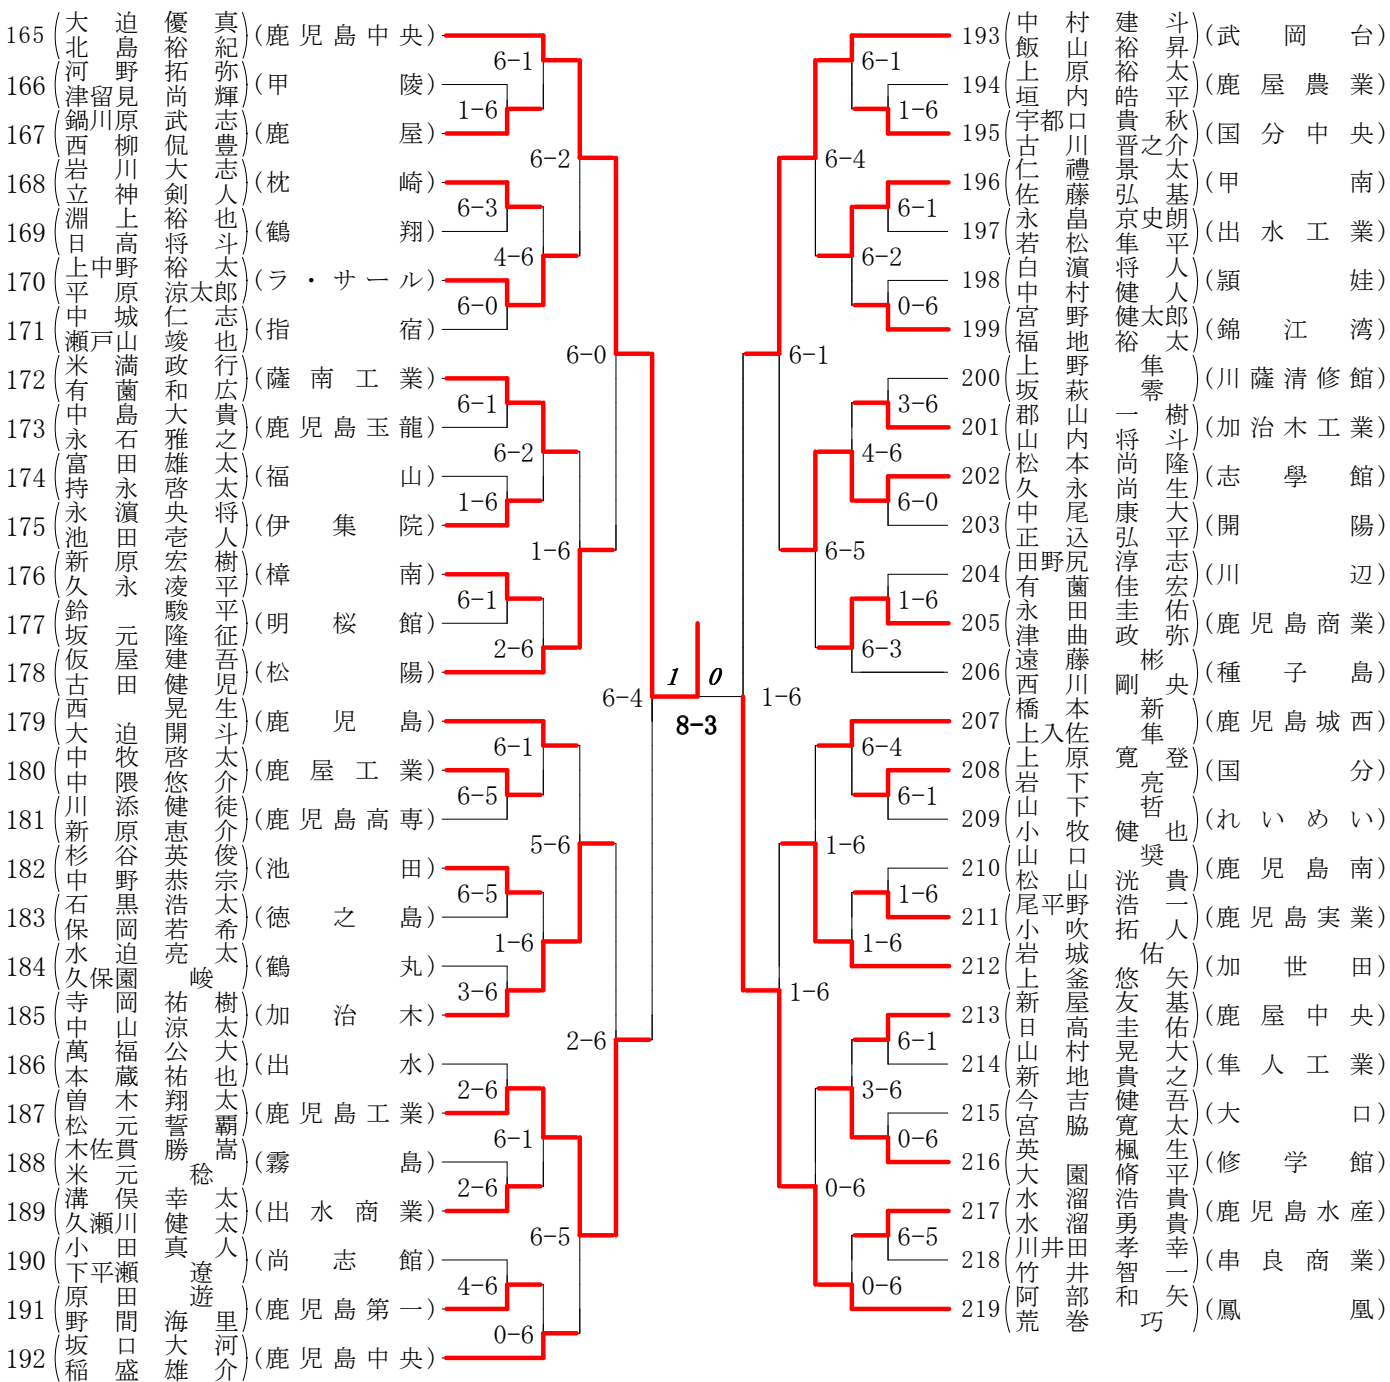 165 (大迫優真 北島裕紀) (鹿児島中央)
166 (河野拓弥 津留見尚輝) (甲陵)
167 (鍋川原武志 西柳侃豊) (鹿屋)
168 (岩川大志 立神剣人) (枕崎)
169 (淵上裕也 日高将斗) (鶴翔)
170 (上中野裕太 平原涼太郎) (ラ・サール)
171 (中城仁志 瀬戸山竣也) (指宿)
172 (米満政行 有薗和広) (薩南工業)
173 (中島大貴 永石雅之) (鹿児島玉龍)
174 (富田雄太 持永啓太) (福山)
175 (永濵央将 池田壱人) (伊集院)
176 (新原宏樹 久永凌平) (樟南)
177 (鈴駿平 坂元隆征) (明桜館)
178 (仮屋建吾 古田健児) (松陽)
179 (西晃生 大迫開斗) (鹿児島)
180 (中牧啓太 中隈悠介) (鹿屋工業)
181 (川添健徒 新原恵介) (鹿児島高専)
182 (杉谷英俊 中野恭宗) (池田)
183 (石黒浩太 保岡若希) (徳之島)
184 (水迫亮太 久保園峻) (鶴丸)
185 (寺岡祐樹 中山涼太) (加治木)
186 (萬福公大 本蔵祐也) (出水)
187 (曽木翔太 松元誓覇) (鹿児島工業)
188 (木佐貫勝嵩 米元稔) (霧島)
189 (溝俣幸太 久瀬川健太) (出水商業)
190 (小田真人 下平瀬遼) (尚志館)
191 (原田遊 野間海里) (鹿児島第一)
192 (坂口大河 稲盛雄介) (鹿児島中央)
6-1
1-6
6-2
6-3
4-6
6-0
6-0
6-1
6-2
1-6
1-6
6-1
2-6
6-4
6-1
6-5
5-6
6-5
1-6
3-6
2-6
2-6
6-1
2-6
6-5
4-6
0-6
1 0
8-3
6-1
1-6
6-4
6-1
6-2
0-6
6-1
3-6
4-6
6-0
6-5
1-6
6-3
1-6
6-4
6-1
1-6
1-6
1-6
1-6
6-1
3-6
0-6
0-6
6-5
0-6
193 (中村建斗 飯山裕昇) (武岡台)
194 (上原裕太 垣内皓平) (鹿屋農業)
195 (宇都口貴秋 古川晋之介) (国分中央)
196 (仁禮景太 佐藤弘基) (甲南)
197 (永畠京史朗 若松隼平) (出水工業)
198 (白濵将人 中村健人) (頴娃)
199 (宮野健太郎 福地裕太) (錦江湾)
200 (上野隼 坂萩零) (川薩清修館)
201 (郡山一樹 山内将斗) (加治木工業)
202 (松本尚隆 久永尚生) (志學館)
203 (中尾康大 正込弘平) (開陽)
204 (田野尻淳志 有薗佳宏) (川辺)
205 (永田圭佑 津曲政弥) (鹿児島商業)
206 (遠藤彬 西川剛央) (種子島)
207 (橋本新 上入佐隼) (鹿児島城西)
208 (上原寛登 岩下亮) (国分)
209 (山下哲 小牧健也) (れいめい)
210 (山口奨 松山洸貴) (鹿児島南)
211 (尾平野浩一 小吹拓人) (鹿児島実業)
212 (岩城佑 上釜悠矢) (加世田)
213 (新屋友基 日高圭佑) (鹿屋中央)
214 (山村晃大 新地貴之) (隼人工業)
215 (今吉健吾 宮脇寛太) (大口)
216 (英楓生 大園脩平) (修学館)
217 (水溜浩貴 水溜勇貴) (鹿児島水産)
218 (川井田孝幸 竹井智一) (串良商業)
219 (阿部和矢 荒巻巧) (鳳凰)